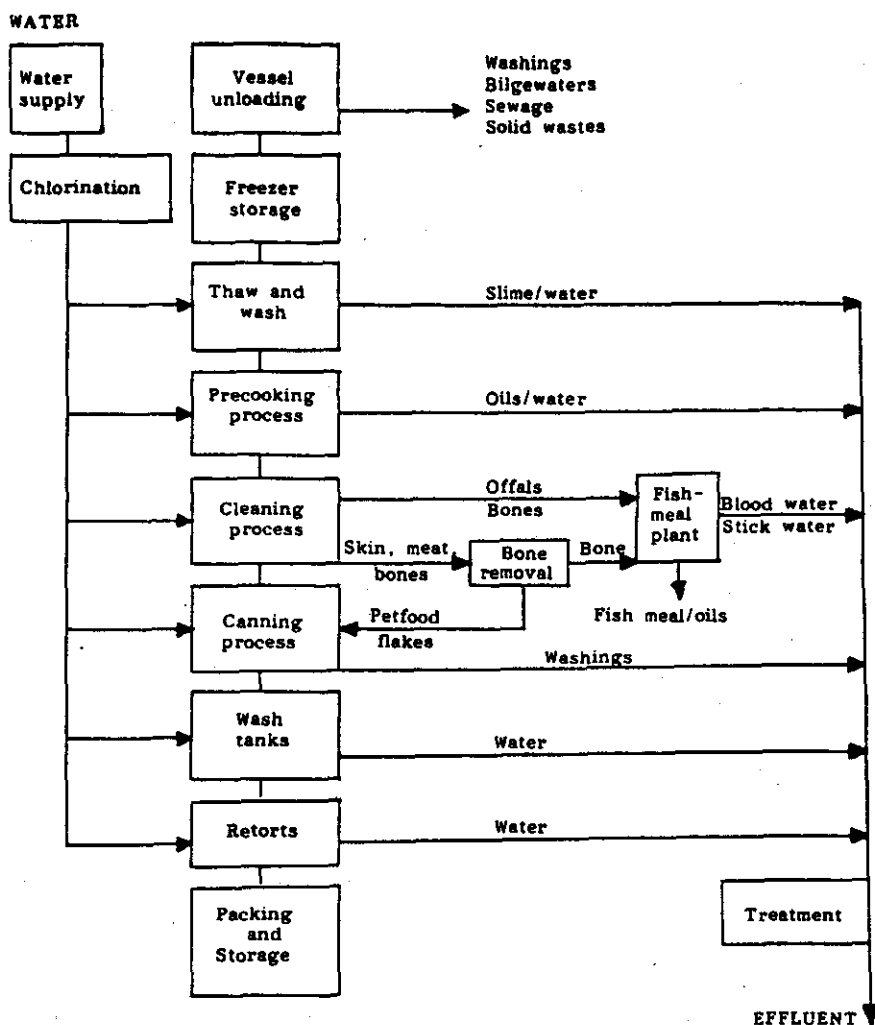 WATER
Water
supply
Vessel
unloading
Washings
Bilgewaters
Sewage
Solid wastes
Chlorination
Freezer
storage
Thaw and
wash
Slime/water
Precooking
process
Oils/water
Cleaning
process
Offals
Bones
Fish-
meal
plant
Blood water
Stick water
Skin, meat,
bones
Bone
removal
Bone
Fish meal/oils
Canning
process
Petfood
flakes
Washings
Wash
tanks
Water
Retorts
Water
Packing
and
Storage
Treatment
EFFLUENT